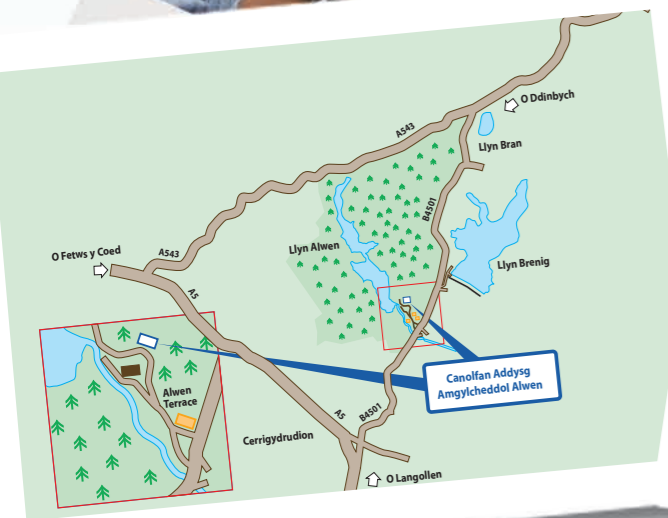 O Ddinbych
A543
Llyn Bran
B4501
Llyn Alwen
O Fetws y Coed
A543
Llyn Brenig
A5
Canolfan Addysg
Amgylcheddol Alwen
Alwen
Terrace
A5
B4501
Cerrigydrudion
O Langollen